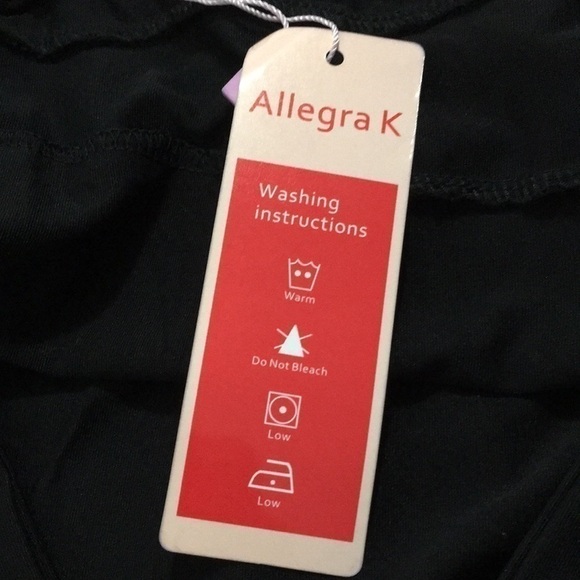 Allegra K
Washing
instructions
Warm
Do Not Bleach
Low
Low